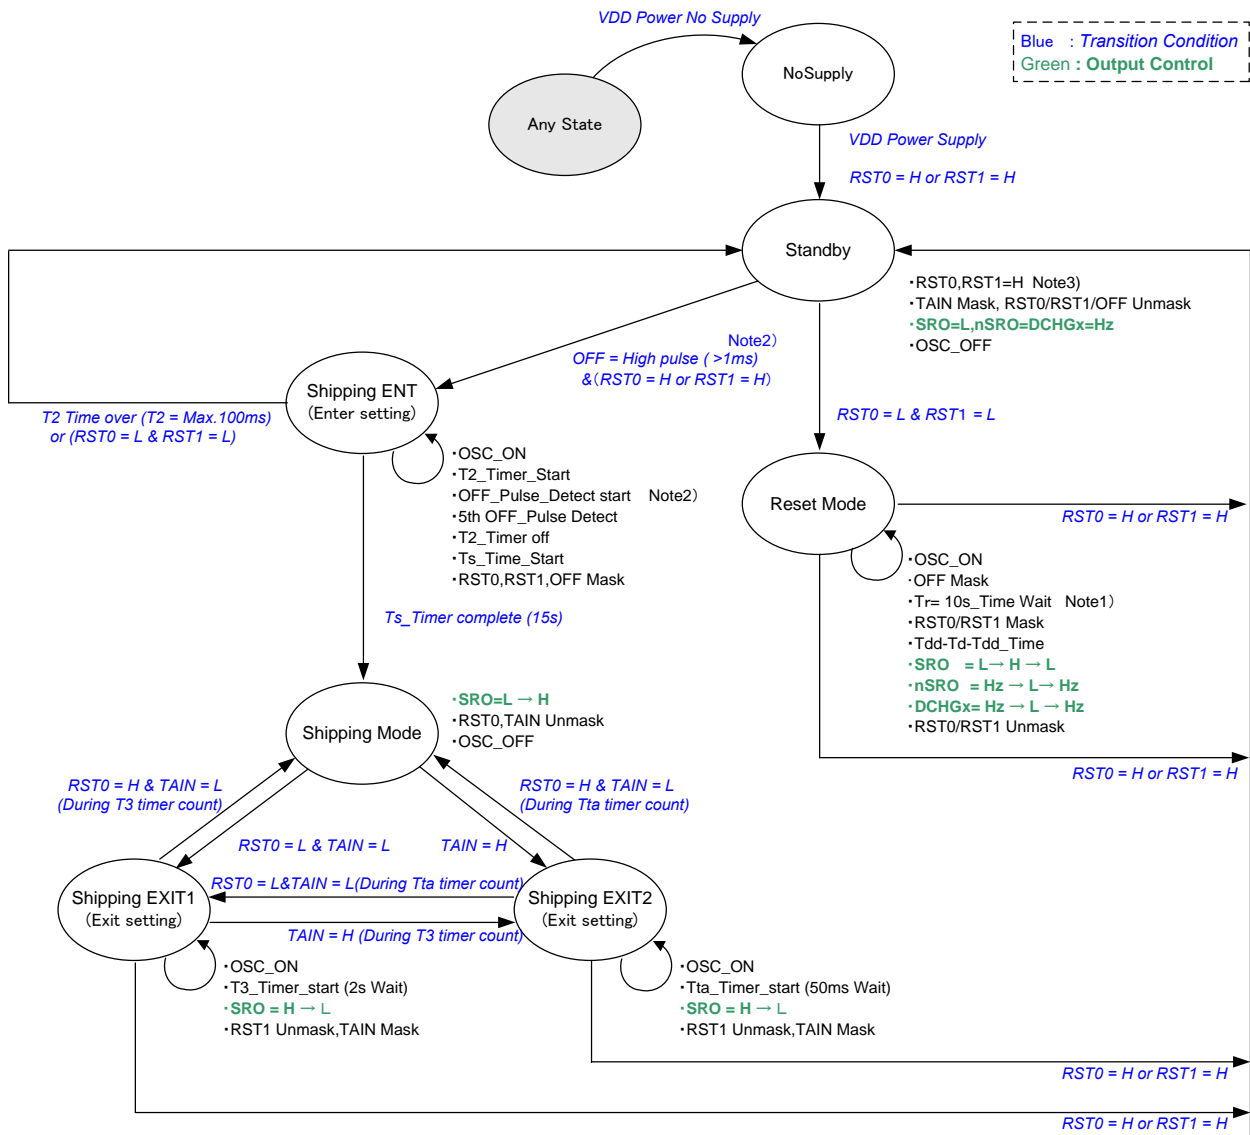 VDD Power No Supply
Blue : Transition Condition
Green : Output Control
NoSupply
Any State
VDD Power Supply
RST0 = H or RST1 = H
Standby
・RST0,RST1=H Note3)
・TAIN Mask, RST0/RST1/OFF Unmask
・SRO=L,nSRO=DCHGx=Hz
・OSC_OFF
Note2)
OFF = High pulse ( >1ms)
&(RST0 = H or RST1 = H)
Shipping ENT
(Enter setting)
T2 Time over (T2 = Max.100ms)
or (RST0 = L & RST1 = L)
RST0 = L & RST1 = L
・OSC_ON
・T2_Timer_Start
・OFF_Pulse_Detect start Note2)
・5th OFF_Pulse Detect
・T2_Timer off
・Ts_Time_Start
・RST0,RST1,OFF Mask
Reset Mode
RST0 = H or RST1 = H
・OSC_ON
・OFF Mask
・Tr= 10s_Time Wait Note1)
・RST0/RST1 Mask
・Tdd-Td-Tdd_Time
・SRO = L→ H → L
・nSRO = Hz → L→ Hz
・DCHGx= Hz → L → Hz
・RST0/RST1 Unmask
Ts_Timer complete (15s)
Shipping Mode
・SRO=L → H
・RST0,TAIN Unmask
・OSC_OFF
RST0 = H or RST1 = H
RST0 = H & TAIN = L
(During T3 timer count)
RST0 = H & TAIN = L
(During Tta timer count)
RST0 = L & TAIN = L
TAIN = H
Shipping EXIT1
(Exit setting)
RST0 = L&TAIN = L(During Tta timer count)
TAIN = H (During T3 timer count)
Shipping EXIT2
(Exit setting)
・OSC_ON
・T3_Timer_start (2s Wait)
・SRO = H → L
・RST1 Unmask,TAIN Mask
・OSC_ON
・Tta_Timer_start (50ms Wait)
・SRO = H → L
・RST1 Unmask,TAIN Mask
RST0 = H or RST1 = H
RST0 = H or RST1 = H